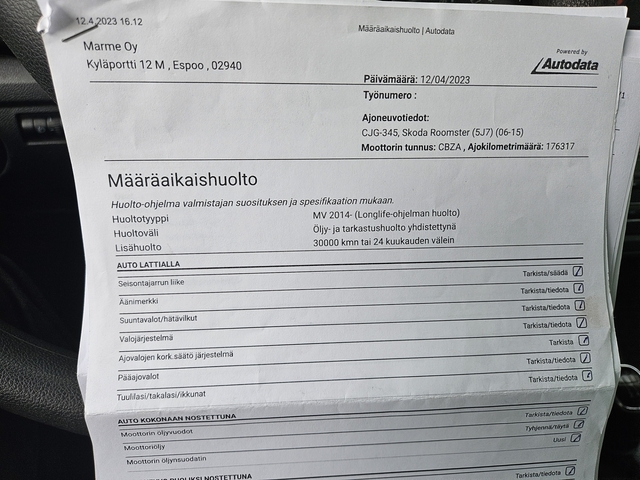 12.4.2023 16.12
Määräaikaishuolto | Autodata
Marme Oy
Kyläportti 12 M , Espoo , 02940
Powered by
Autodata
Päivämäärä: 12/04/2023
Työnumero :
Ajoneuvotiedot:
CJG-345, Skoda Roomster (5J7) (06-15)
Moottorin tunnus: CBZA , Ajokilometrimäärä: 176317
Määräaikaishuolto
Huolto-ohjelma valmistajan suosituksen ja spesifikaation mukaan.
Huoltotyyppi MV 2014- (Longlife-ohjelman huolto)
Huoltoväli Öljy- ja tarkastushuolto yhdistettynä
Lisähuolto 30000 kmn tai 24 kuukauden välein
AUTO LATTIALLA
Seisontajarrun liike Tarkista/säädä
Äänimerkki Tarkista/tiedota
Suuntavalot/hätävilkut Tarkista/tiedota
Valojärjestelmä Tarkista/tiedota
Ajovalojen kork.säätö järjestelmä Tarkista
Pääajovalot Tarkista/tiedota
Tuulilasi/takalasi/ikkunat Tarkista/tiedota
AUTO KOKONAAN NOSTETTUNA
Moottorin öljyvuodot Tarkista/tiedota
Moottoriöljy Tyhjennä/täytä
Moottorin öljynsuodatin Uusi
PUOLIKSI NOSTETTUNA
Tarkista/tiedota